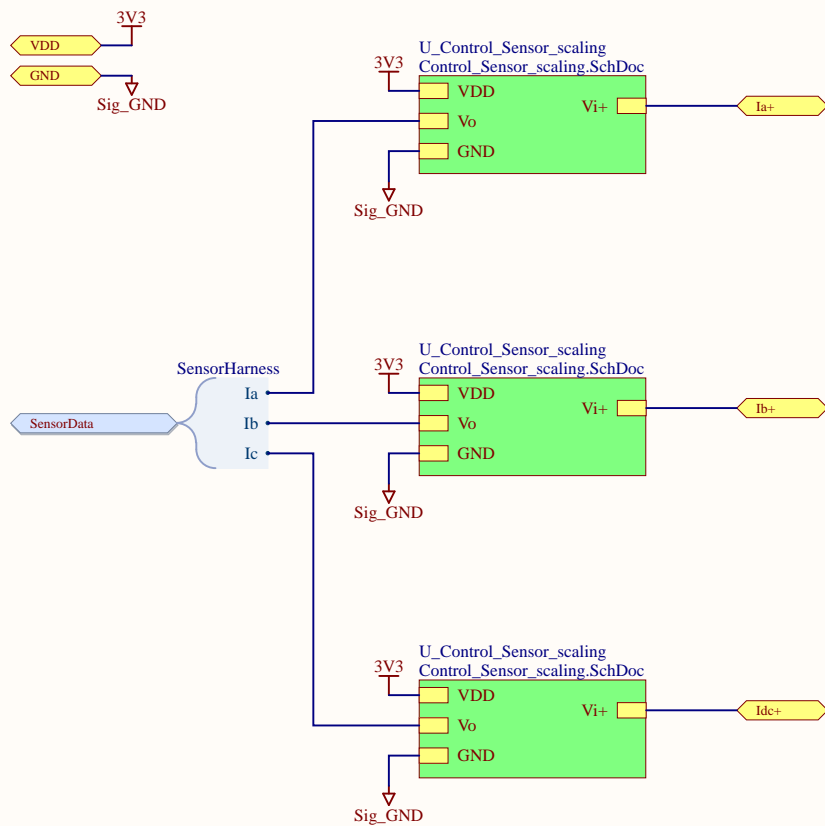 3V3
VDD
GND
Sig_GND
U_Control_Sensor_scaling
Control_Sensor_scaling.SchDoc
3V3
VDD
Vo
GND
Vi+
Ia+
Sig_GND
SensorHarness
SensorData
Ia
Ib
Ic
U_Control_Sensor_scaling
Control_Sensor_scaling.SchDoc
3V3
VDD
Vo
GND
Vi+
Ib+
Sig_GND
U_Control_Sensor_scaling
Control_Sensor_scaling.SchDoc
3V3
VDD
Vo
GND
Vi+
Idc+
Sig_GND